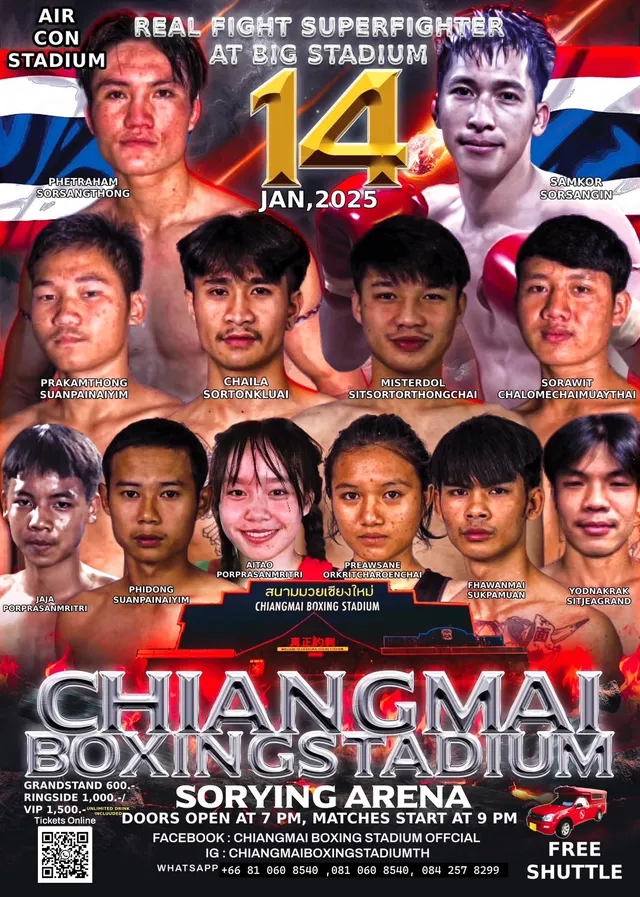 AIR
CON
STADIUM
REAL FIGHT SUPERFIGHTER
AT BIG STADIUM
14
JAN,2025
PHETRAHAM
SORSANGTHONG
SAMKOR
SORSANGIN
PRAKAMTHONG
SUANPAINAIYIM
CHAILA
SORTONKLUAI
MISTERDOL
SITSORTORTHONGCHAI
SORAWIT
CHALOMECHAIMUAYTHAI
JAJA
PORPRASANMRITRI
PHIDONG
SUANPAINAIYIM
AITAO
PORPRASANMRITRI
PREAWSANE
ORKRITCHAROENCHAI
FHAWANMAI
SUKPAMUAN
YODNAKRAK
SITJEAGRAND
สนามมวยเชียงใหม่
CHIANGMAI BOXING STADIUM
CHIANGMAI
BOXINGSTADIUM
GRANDSTAND 600.-
RINGSIDE 1,000.-/
VIP 1,500.- UNLIMITED DRINK
INCLOUDED
Tickets Online
SORYING ARENA
DOORS OPEN AT 7 PM, MATCHES START AT 9 PM
FACEBOOK : CHIANGMAI BOXING STADIUM OFFCIAL
IG : CHIANGMAIBOXINGSTADIUMTH
WHATSAPP +66 81 060 8540 ,081 060 8540, 084 257 8299
FREE
SHUTTLE